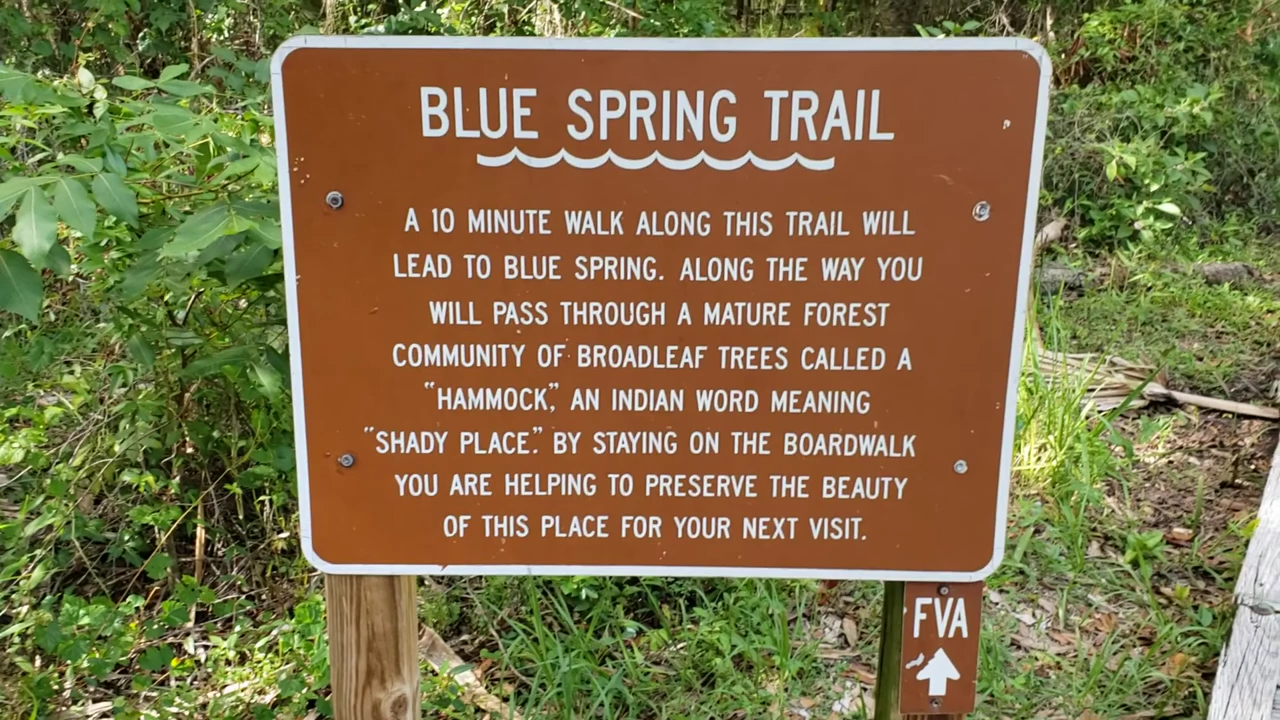 BLUE SPRING TRAIL
A 10 MINUTE WALK ALONG THIS TRAIL WILL
LEAD TO BLUE SPRING. ALONG THE WAY YOU
WILL PASS THROUGH A MATURE FOREST
COMMUNITY OF BROADLEAF TREES CALLED A
"HAMMOCK," AN INDIAN WORD MEANING
"SHADY PLACE." BY STAYING ON THE BOARDWALK
YOU ARE HELPING TO PRESERVE THE BEAUTY
OF THIS PLACE FOR YOUR NEXT VISIT.
FVA